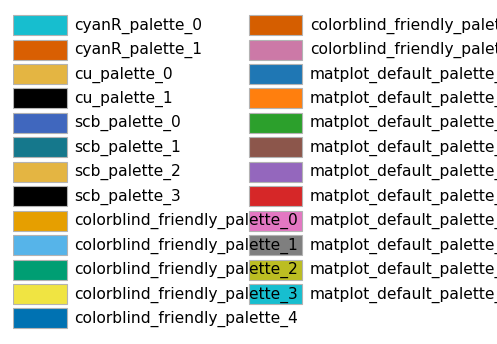 cyanR_palette_0
cyanR_palette_1
cu_palette_0
cu_palette_1
scb_palette_0
scb_palette_1
scb_palette_2
scb_palette_3
colorblind_friendly_palette_0
colorblind_friendly_palette_1
colorblind_friendly_palette_2
colorblind_friendly_palette_3
colorblind_friendly_palette_4
colorblind_friendly_palet
colorblind_friendly_palet
matplot_default_palette_
matplot_default_palette_
matplot_default_palette_
matplot_default_palette_
matplot_default_palette_
matplot_default_palette_
matplot_default_palette_
matplot_default_palette_
matplot_default_palette_
matplot_default_palette_